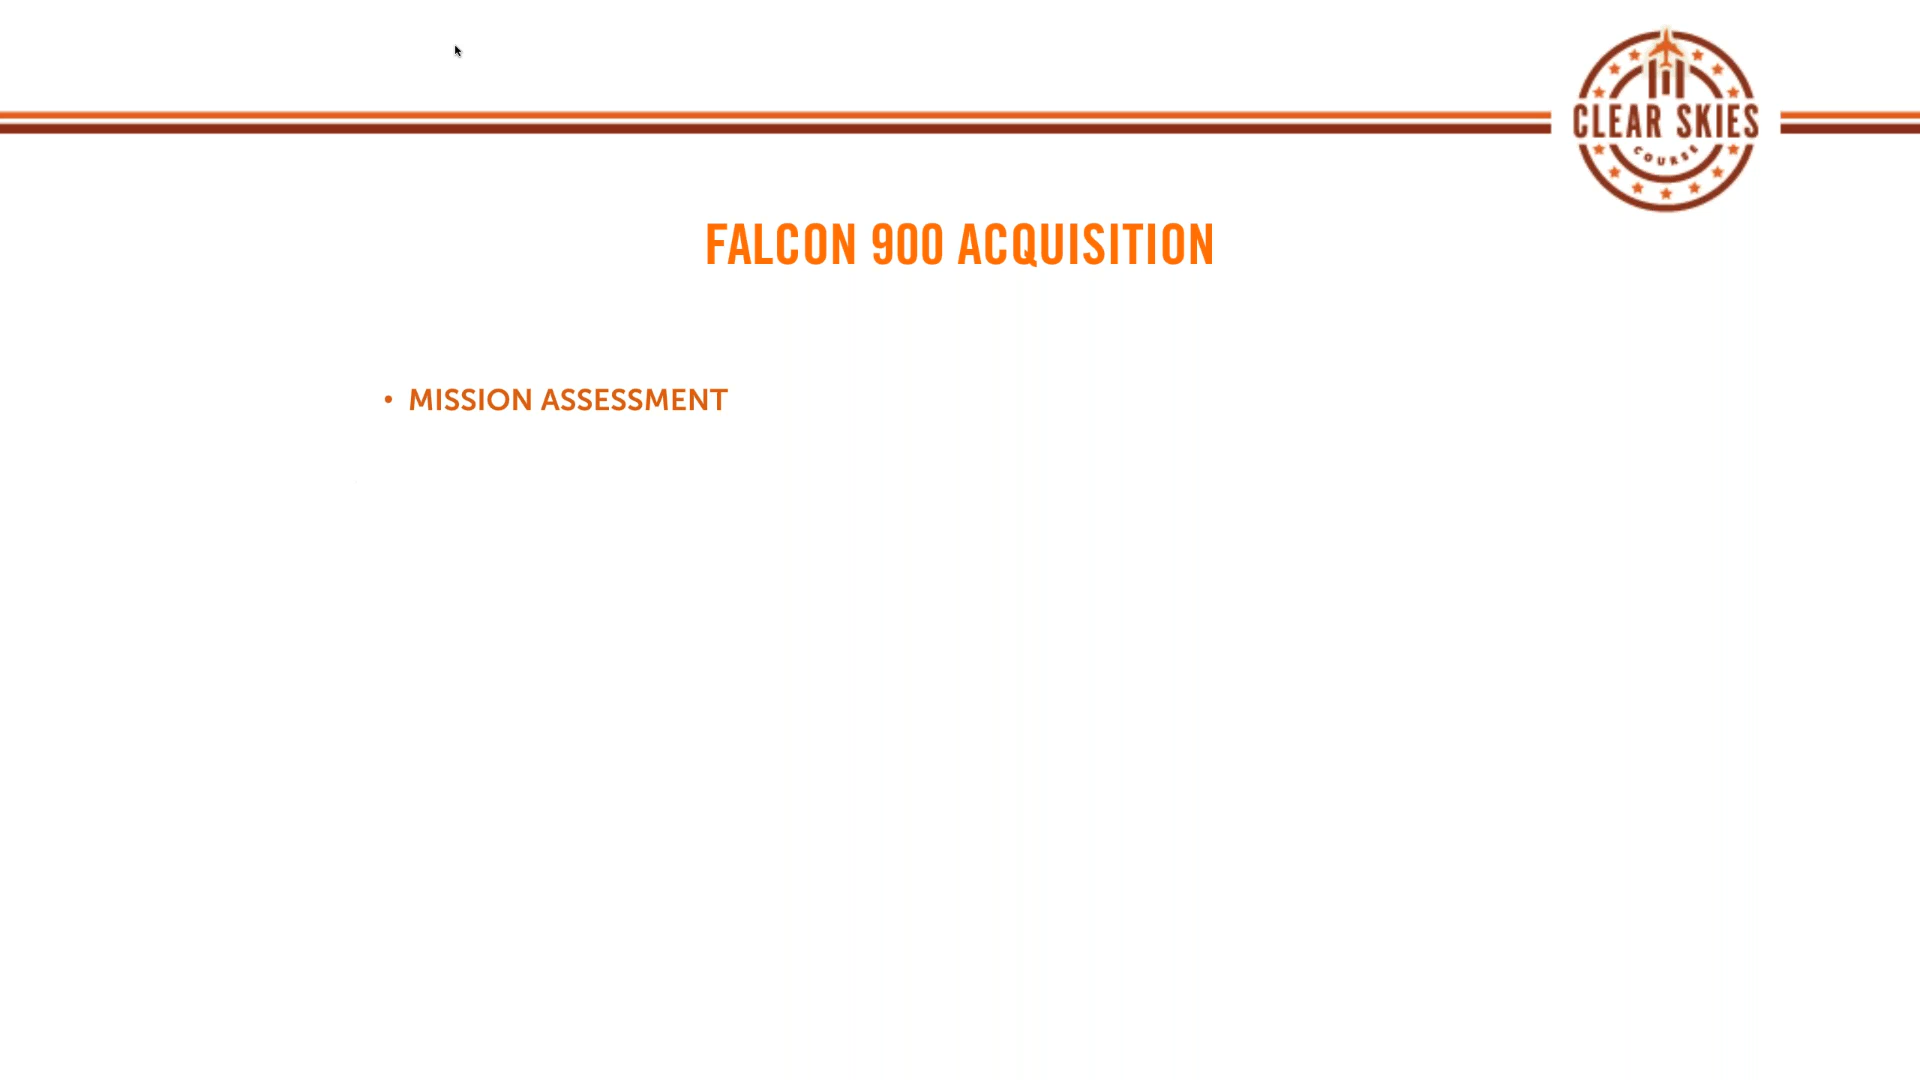 CLEAR SKIES
COURSE
FALCON 900 ACQUISITION
• MISSION ASSESSMENT